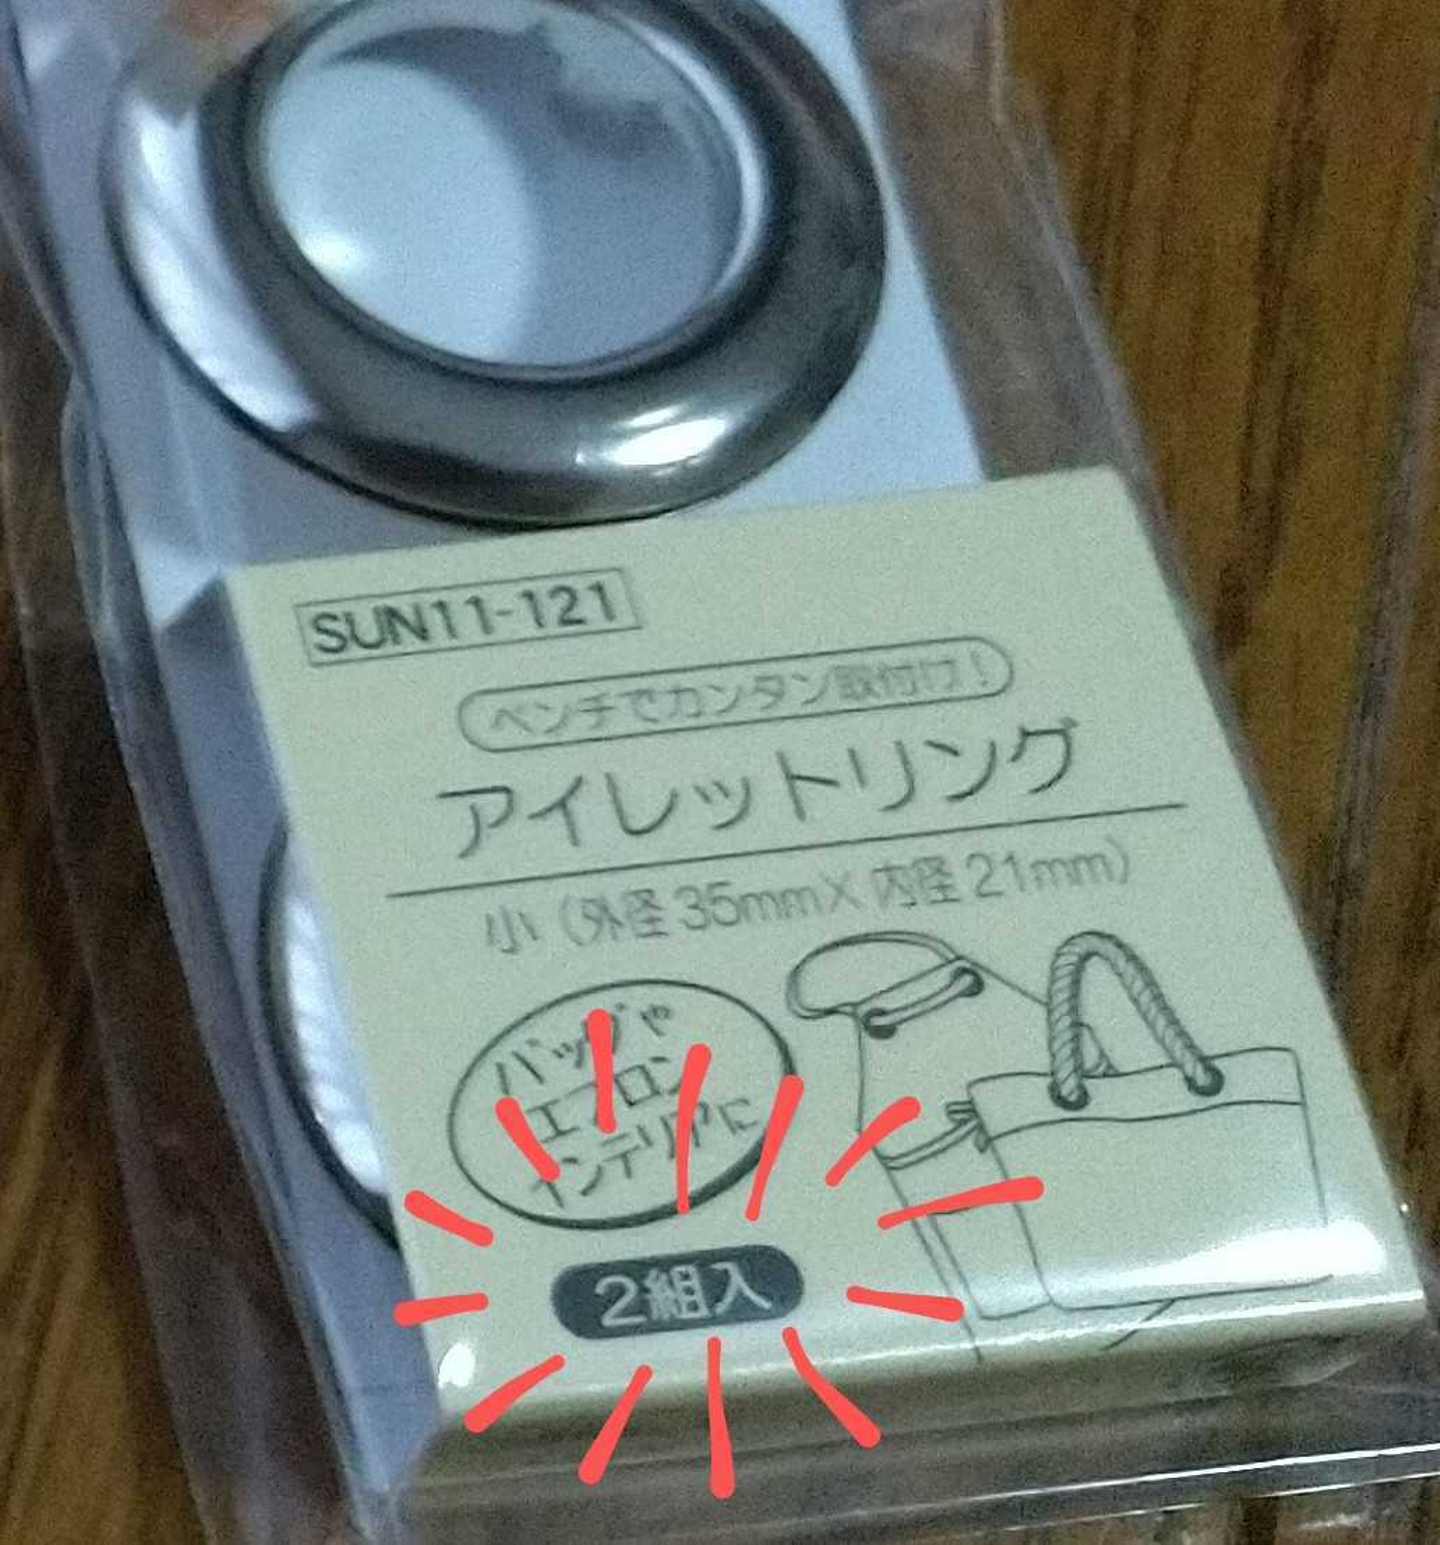 SUN11-121
ペンチでカンタン取付け!
アイレットリング
小(外径35mmX内径21mm)
バッグや
エプロン
インテリアに
2組入